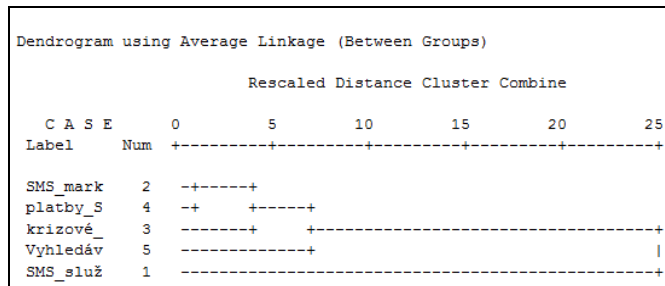 Dendrogram using Average Linkage (Between Groups)
Rescaled Distance Cluster Combine
C A S E 0 5 10 15 20 25
Label Num +---------+---------+---------+---------+---------+
SMS_mark 2 -+-----+
platby_S 4 -+ +-----+
krizové_ 3 -------+ +-----------------------------------+
Vyhledáv 5 -------------+ |
SMS_služ 1 -------------------------------------------------+